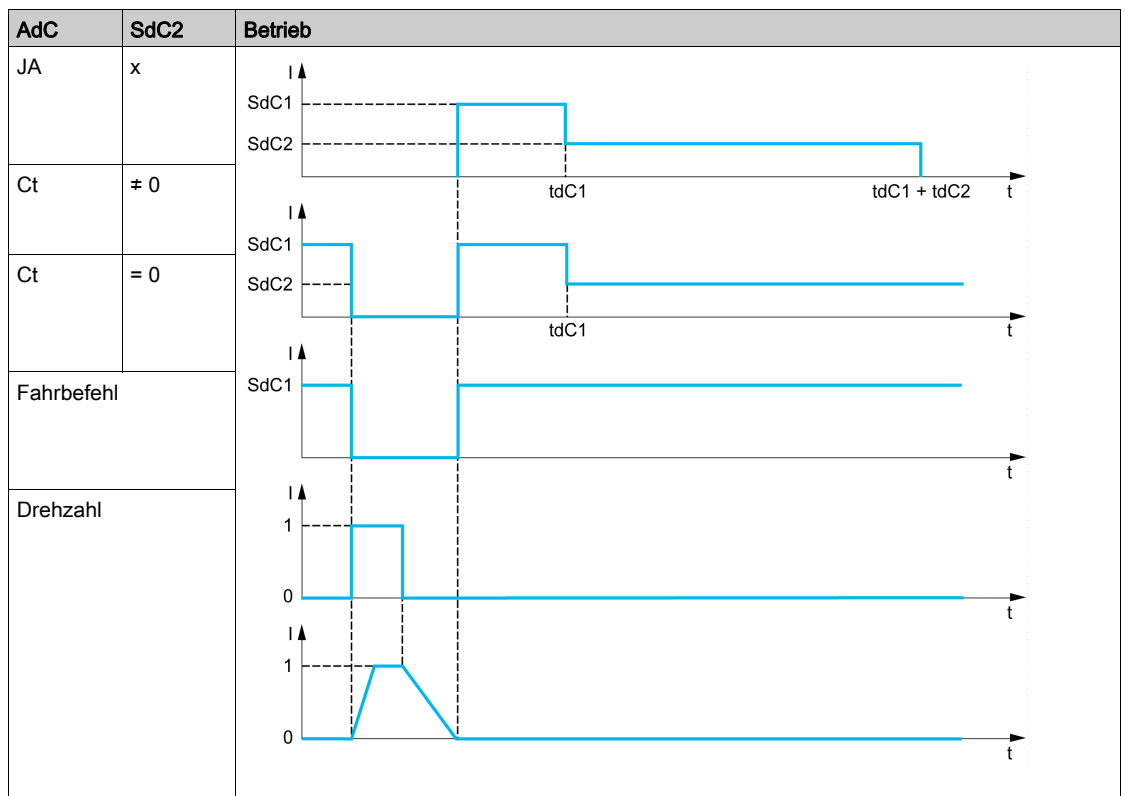 AdC SdC2 Betrieb
JA x
I
SdC1
SdC2
tdC1 tdC1 + tdC2 t
Ct ≠ 0
I
SdC1
SdC2
tdC1 t
Ct = 0
I
SdC1
t
Fahrbefehl
I
1
0
t
Drehzahl
I
1
0
t